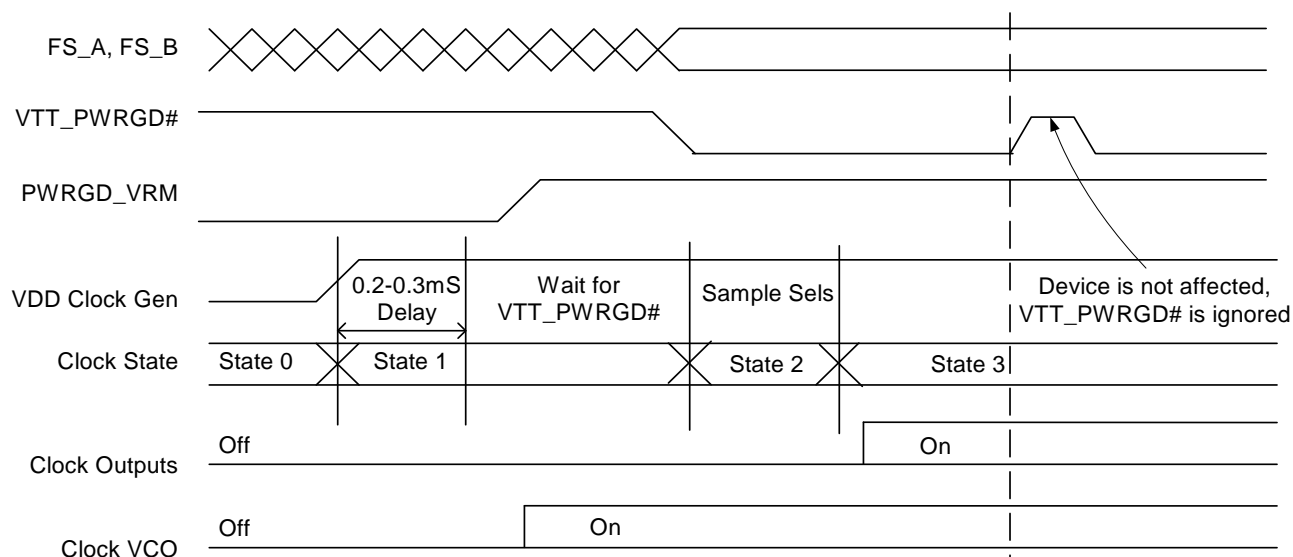 FS_A, FS_B
VTT_PWRGD#
PWRGD_VRM
VDD Clock Gen
0.2-0.3mS
Delay
Wait for
VTT_PWRGD#
Sample Sels
Device is not affected,
VTT_PWRGD# is ignored
Clock State
State 0
State 1
State 2
State 3
Clock Outputs
Off
On
Clock VCO
Off
On